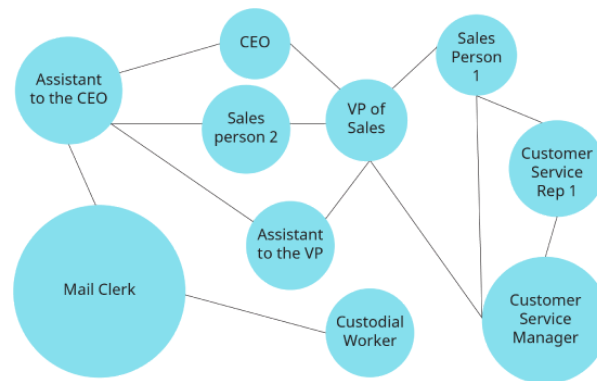 CEO
Assistant
to the CEO
Sales
person 2
VP of
Sales
Sales
Person
1
Customer
Service
Rep 1
Assistant
to the VP
Mail Clerk
Custodial
Worker
Customer
Service
Manager